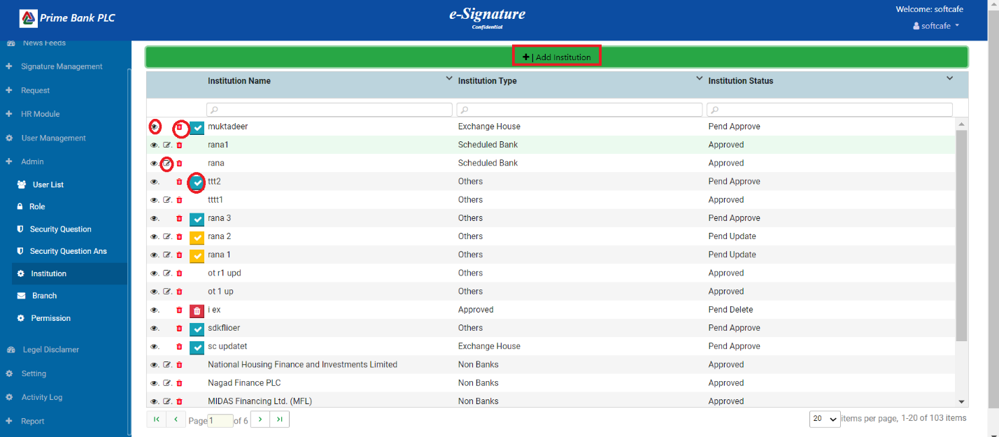 Prime Bank PLC
e-Signature
Confidential
Welcome: softcafe
softcafe
News Feeds
Signature Management
Request
HR Module
User Management
Admin
User List
Role
Security Question
Security Question Ans
Institution
Branch
Permission
Legel Disclamer
Setting
Activity Log
Report
+ | Add Institution
Institution Name Institution Type Institution Status
muktadeer Exchange House Pend Approve
rana1 Scheduled Bank Approved
rana Scheduled Bank Approved
ttt2 Others Pend Approve
tttt1 Others Approved
rana 3 Others Pend Approve
rana 2 Others Pend Update
rana 1 Others Pend Update
ot r1 upd Others Approved
ot 1 up Others Approved
i ex Approved Pend Delete
sdkflioer Others Pend Approve
sc updatet Exchange House Pend Approve
National Housing Finance and Investments Limited Non Banks Approved
Nagad Finance PLC Non Banks Approved
MIDAS Financing Ltd. (MFL) Non Banks Approved
Page 1 of 6 20 items per page, 1-20 of 103 items